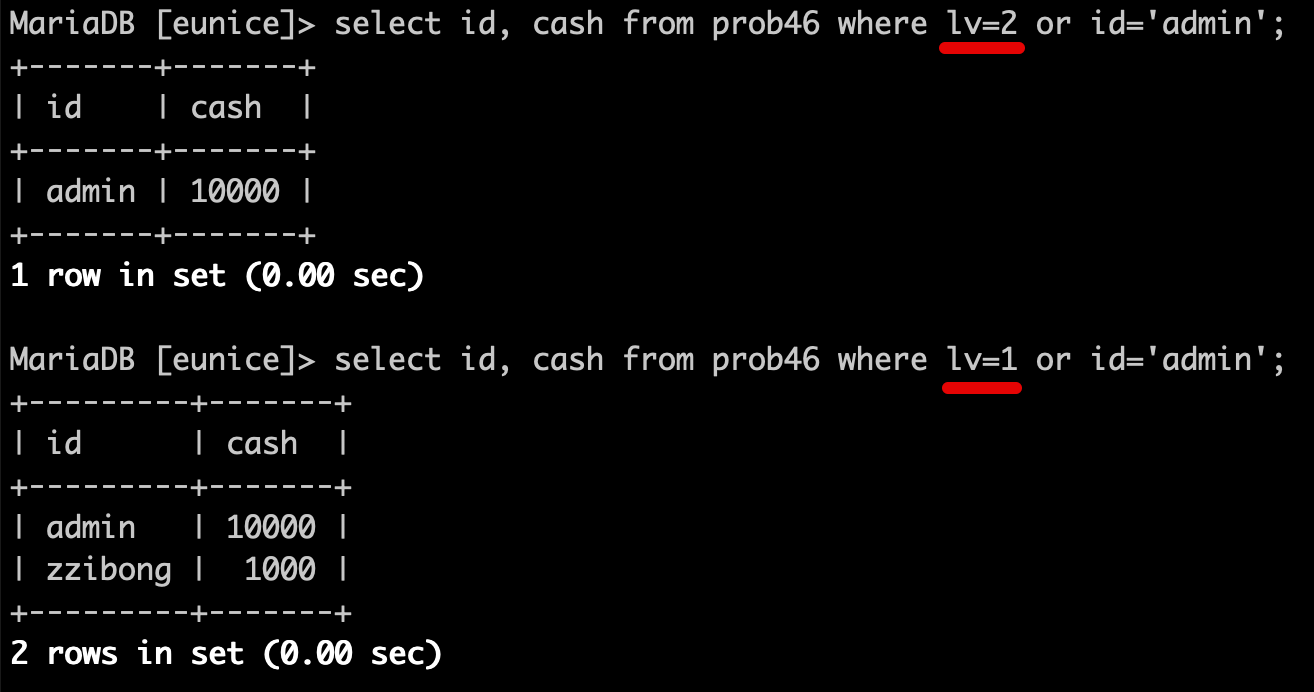 MariaDB [eunice]> select id, cash from prob46 where lv=2 or id='admin';
+-------+-------+
| id    | cash  |
+-------+-------+
| admin | 10000 |
+-------+-------+
1 row in set (0.00 sec)

MariaDB [eunice]> select id, cash from prob46 where lv=1 or id='admin';
+---------+-------+
| id      | cash  |
+---------+-------+
| admin   | 10000 |
| zzibong |  1000 |
+---------+-------+
2 rows in set (0.00 sec)